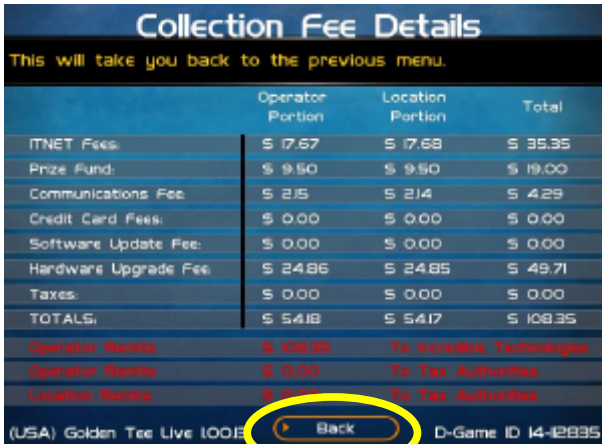 Collection Fee Details
This will take you back to the previous menu.
Operator Portion Location Portion Total
ITNET Fees: $ 17.67 $ 17.68 $ 35.35
Prize Fund: $ 9.50 $ 9.50 $ 19.00
Communications Fee: $ 2.15 $ 2.14 $ 4.29
Credit Card Fees: $ 0.00 $ 0.00 $ 0.00
Software Update Fee: $ 0.00 $ 0.00 $ 0.00
Hardware Upgrade Fee: $ 24.86 $ 24.85 $ 49.71
Taxes: $ 0.00 $ 0.00 $ 0.00
TOTALS: $ 54.18 $ 54.17 $ 108.35
Operator Remits $ 108.35 To Incredible Technologies
Operator Remits $ 0.00 To Tax Authorities
Location Remits To Tax Authorities
(USA) Golden Tee Live 1.00.13 Back D-Game ID 14-12835